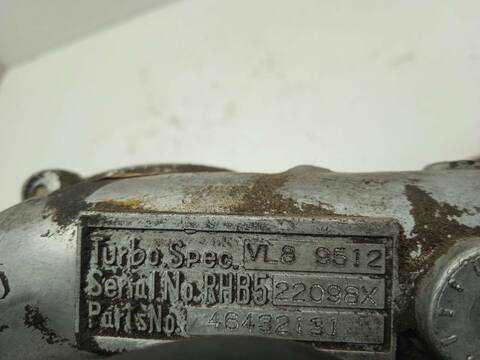 Turbo Spec. VL8 9512
Serial No. RHB5 22098X
Parts No. 46432131